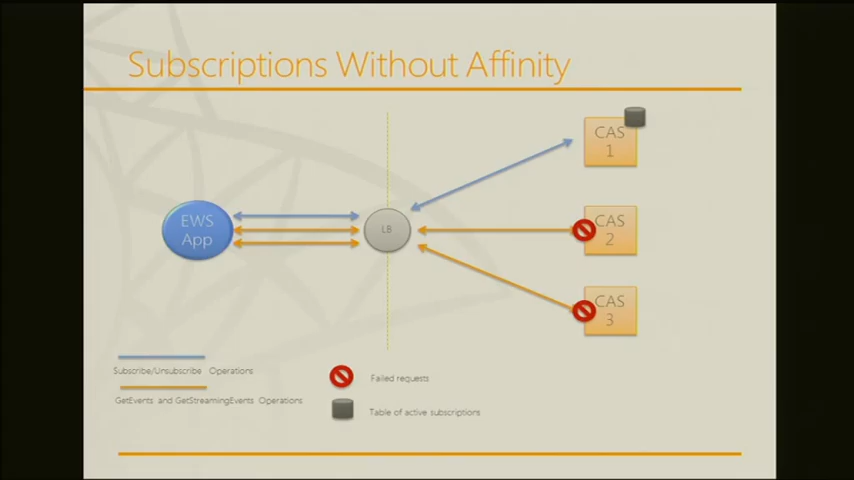 Subscriptions Without Affinity
CAS
1
EWS
App
LB
CAS
2
CAS
3
Subscribe/Unsubscribe Operations
GetEvents and GetStreamingEvents Operations
Failed requests
Table of active subscriptions